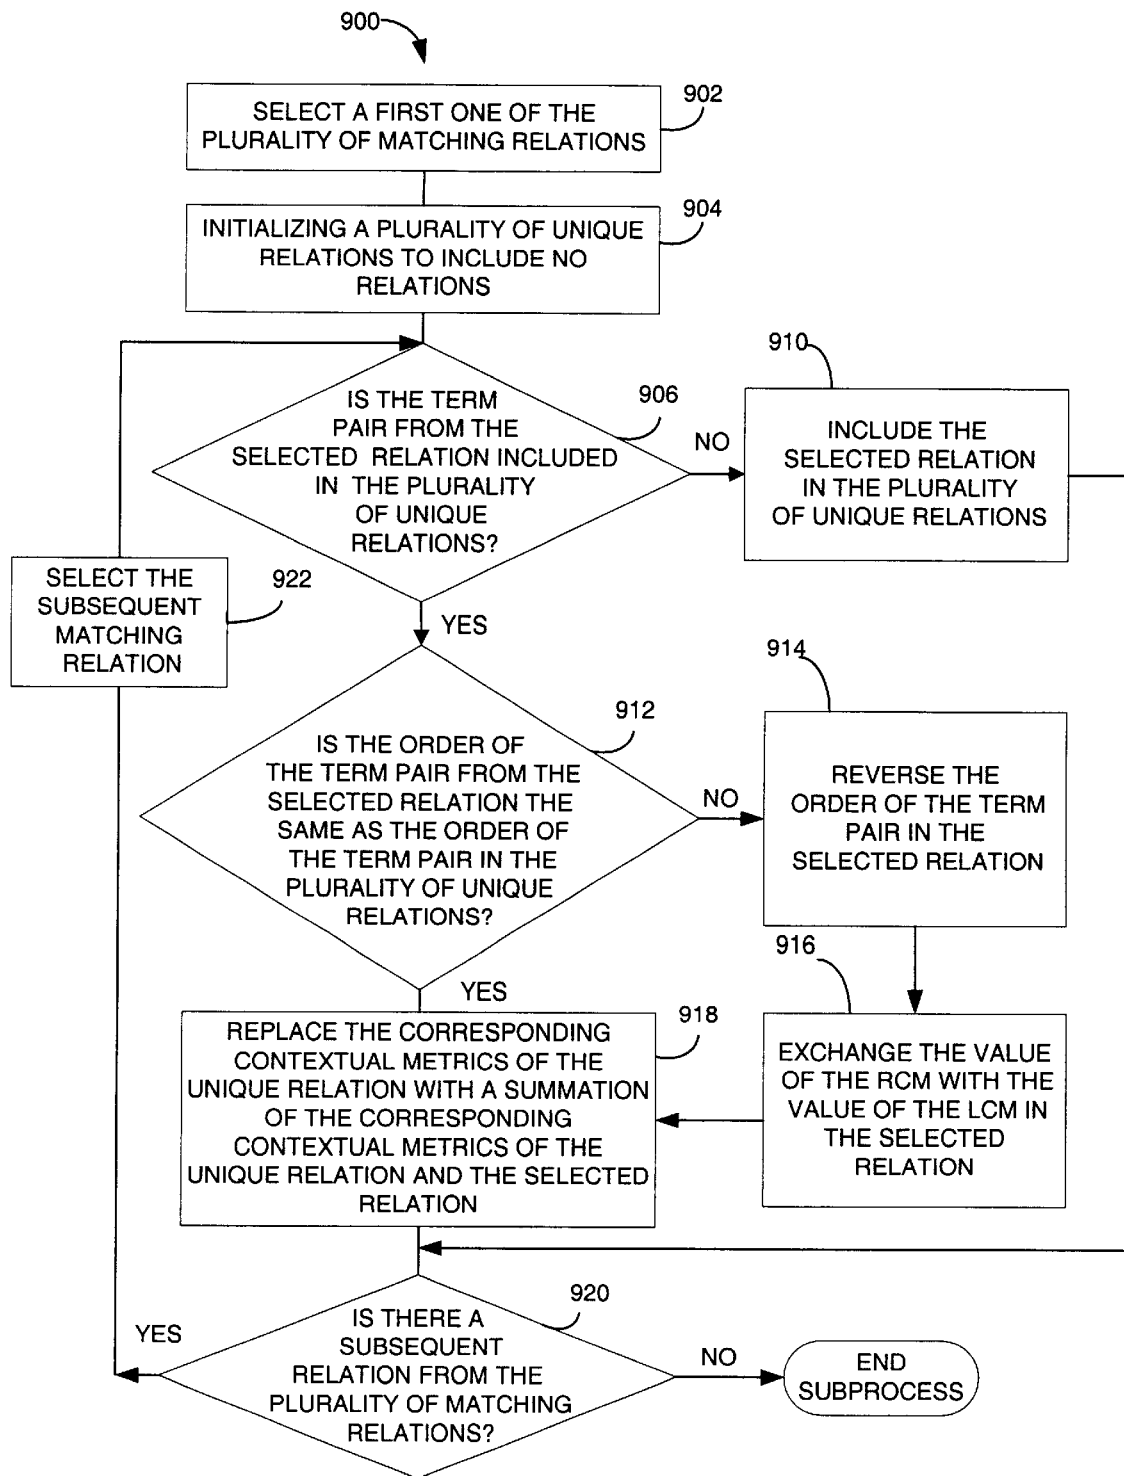 900
SELECT A FIRST ONE OF THE
PLURALITY OF MATCHING RELATIONS
902
INITIALIZING A PLURALITY OF UNIQUE
RELATIONS TO INCLUDE NO
RELATIONS
904
IS THE TERM
PAIR FROM THE
SELECTED RELATION INCLUDED
IN THE PLURALITY
OF UNIQUE
RELATIONS?
906
NO
910
INCLUDE THE
SELECTED RELATION
IN THE PLURALITY
OF UNIQUE RELATIONS
SELECT THE
SUBSEQUENT
MATCHING
RELATION
922
YES
IS THE ORDER OF
THE TERM PAIR FROM THE
SELECTED RELATION THE
SAME AS THE ORDER OF
THE TERM PAIR IN THE
PLURALITY OF UNIQUE
RELATIONS?
912
NO
914
REVERSE THE
ORDER OF THE TERM
PAIR IN THE
SELECTED RELATION
YES
916
EXCHANGE THE VALUE
OF THE RCM WITH THE
VALUE OF THE LCM IN
THE SELECTED
RELATION
REPLACE THE CORRESPONDING
CONTEXTUAL METRICS OF THE
UNIQUE RELATION WITH A SUMMATION
OF THE CORRESPONDING
CONTEXTUAL METRICS OF THE
UNIQUE RELATION AND THE SELECTED
RELATION
918
IS THERE A
SUBSEQUENT
RELATION FROM THE
PLURALITY OF MATCHING
RELATIONS?
920
YES
NO
END
SUBPROCESS